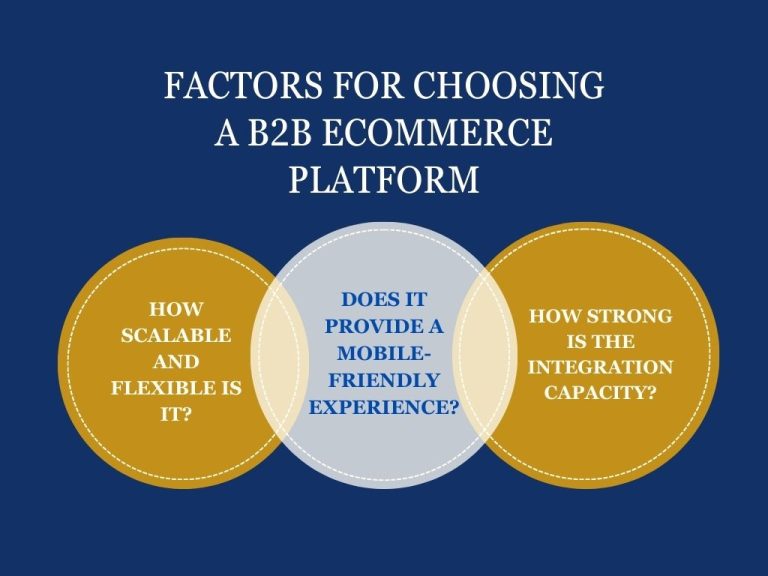 FACTORS FOR CHOOSING
A B2B ECOMMERCE
PLATFORM
HOW
SCALABLE
AND
FLEXIBLE IS
IT?
DOES IT
PROVIDE A
MOBILE-
FRIENDLY
EXPERIENCE?
HOW STRONG
IS THE
INTEGRATION
CAPACITY?